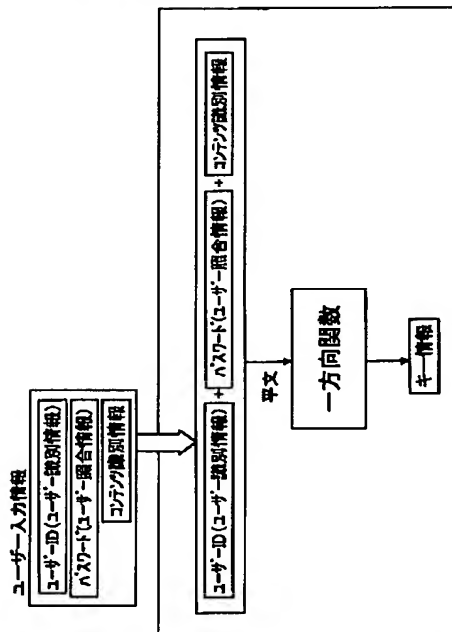 ユーザー入力情報
ユーザーID(ユーザー識別情報)
パスワード(ユーザー照合情報)
コンテンツ識別情報
ユーザーID(ユーザー識別情報) + パスワード(ユーザー照合情報) + コンテンツ識別情報
平文
一方向関数
キー情報